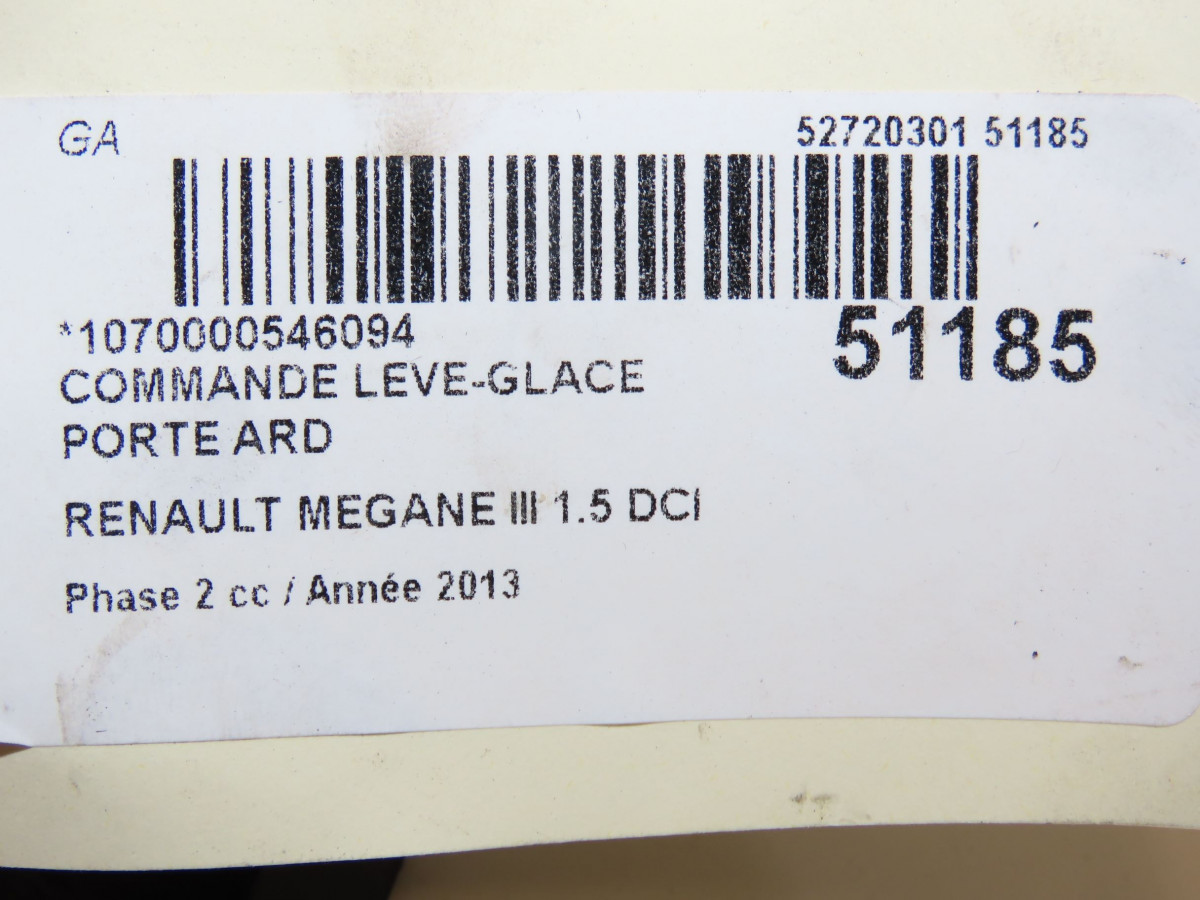 GA
52720301 51185
*1070000546094
51185
COMMANDE LEVE-GLACE
PORTE ARD
RENAULT MEGANE III 1.5 DCI
Phase 2 cc / Année 2013